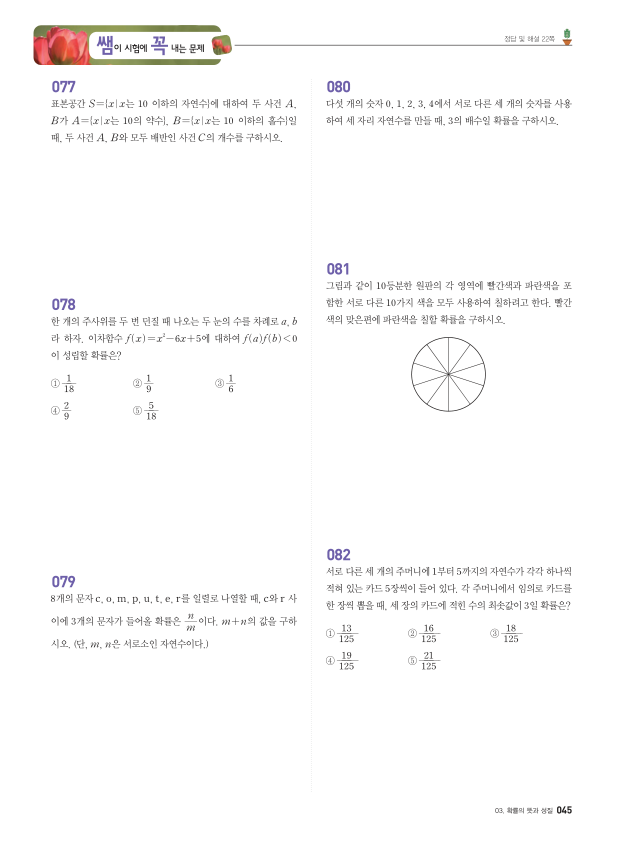 쌤이 시험에 꼭 내는 문제
정답 및 해설 22쪽
077
표본공간 S={x|x는 10 이하의 자연수}에 대하여 두 사건 A,
B가 A={x|x는 10의 약수}, B={x|x는 10 이하의 홀수}일
때, 두 사건 A, B와 모두 배반인 사건 C의 개수를 구하시오.
078
한 개의 주사위를 두 번 던질 때 나오는 두 눈의 수를 차례로 a, b
라 하자. 이차함수 f(x)=x²-6x+5에 대하여 f(a)f(b)<0
이 성립할 확률은?
① 1/18 ② 1/9 ③ 1/6
④ 2/9 ⑤ 5/18
079
8개의 문자 c, o, m, p, u, t, e, r를 일렬로 나열할 때, c와 r 사
이에 3개의 문자가 들어올 확률은 n/m이다. m+n의 값을 구하
시오. (단, m, n은 서로소인 자연수이다.)
080
다섯 개의 숫자 0, 1, 2, 3, 4에서 서로 다른 세 개의 숫자를 사용
하여 세 자리 자연수를 만들 때, 3의 배수일 확률을 구하시오.
081
그림과 같이 10등분한 원판의 각 영역에 빨간색과 파란색을 포
함한 서로 다른 10가지 색을 모두 사용하여 칠하려고 한다. 빨간
색의 맞은편에 파란색을 칠할 확률을 구하시오.
082
서로 다른 세 개의 주머니에 1부터 5까지의 자연수가 각각 하나씩
적혀 있는 카드 5장씩이 들어 있다. 각 주머니에서 임의로 카드를
한 장씩 뽑을 때, 세 장의 카드에 적힌 수의 최솟값이 3일 확률은?
① 13/125 ② 16/125 ③ 18/125
④ 19/125 ⑤ 21/125
03. 확률의 뜻과 성질 045